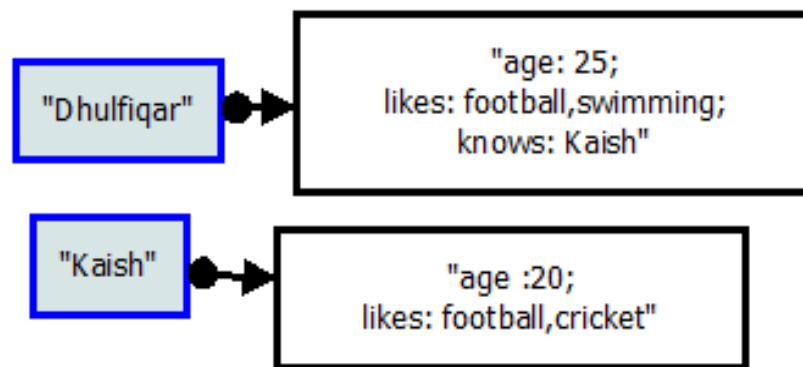 "Dhulfiqar"
"age: 25;
likes: football,swimming;
knows: Kaish"
"Kaish"
"age :20;
likes: football,cricket"